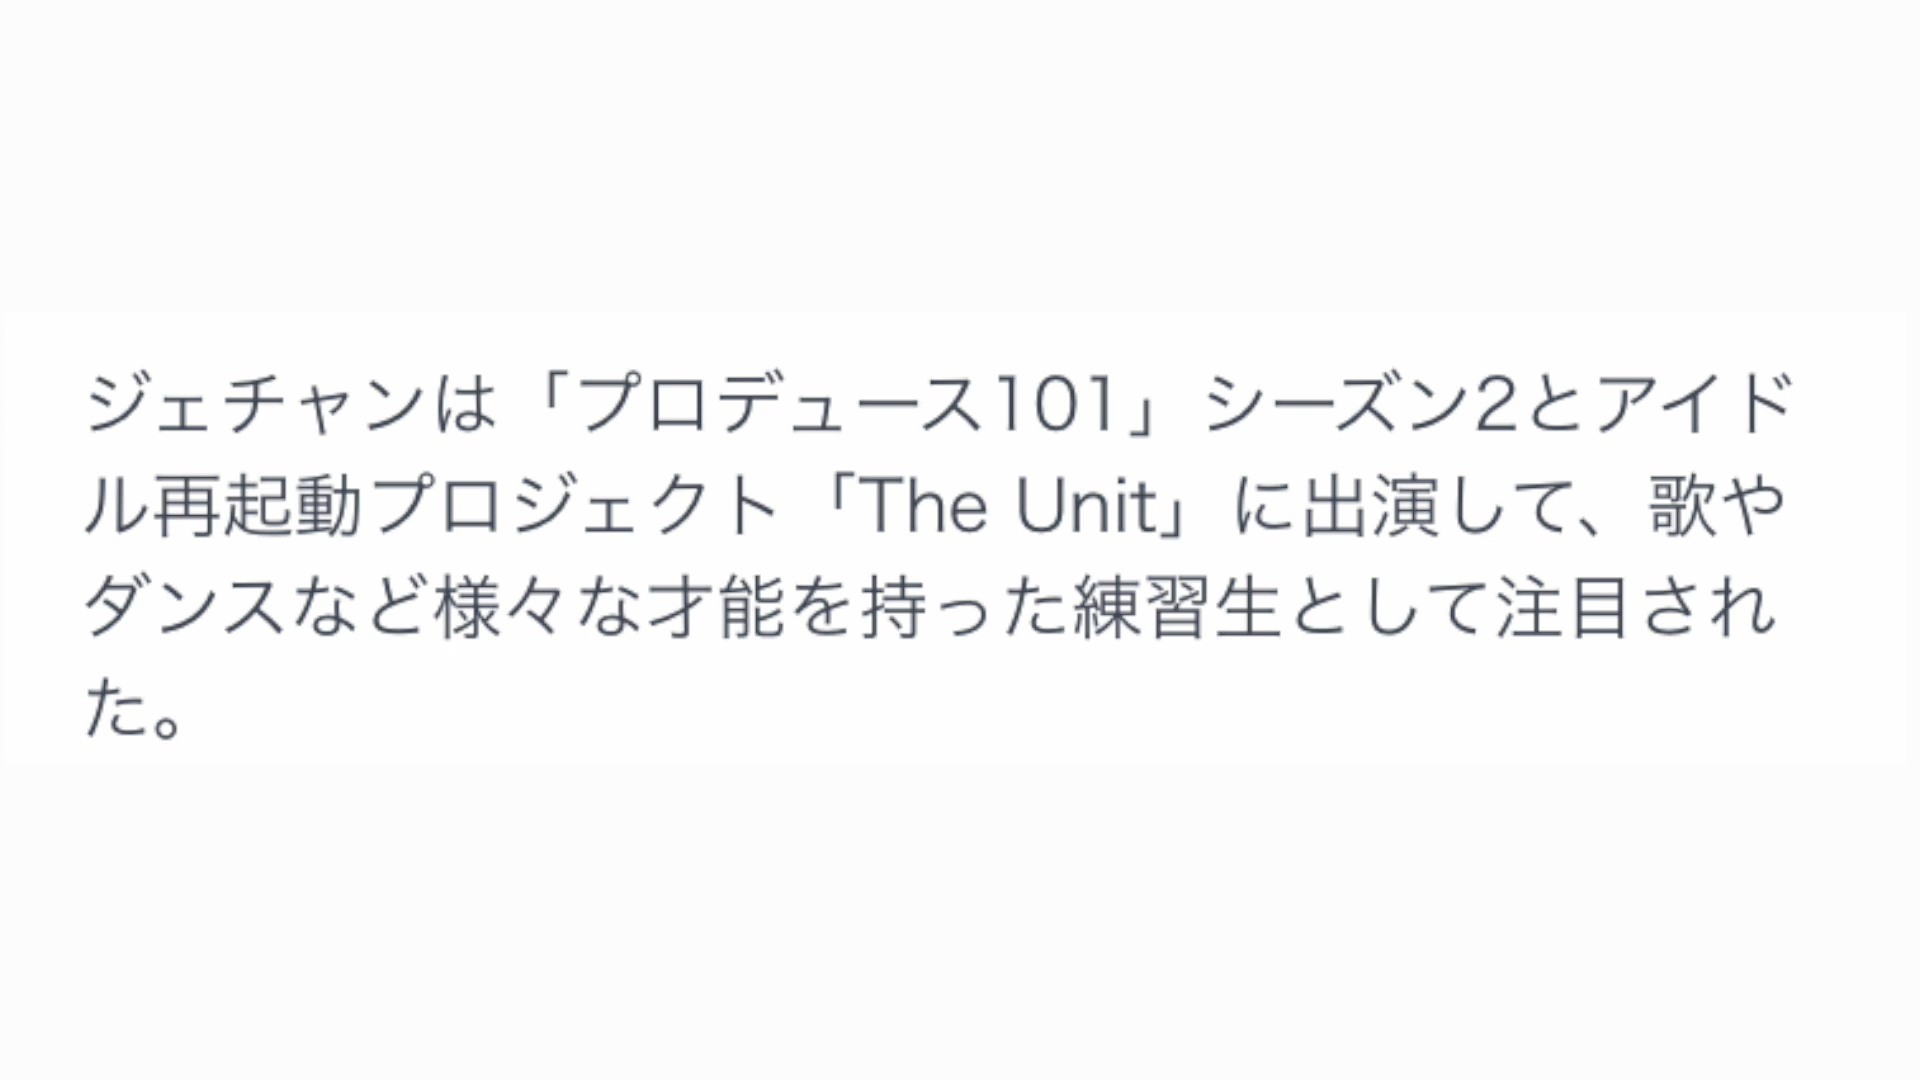 ジェチャンは「プロデュース101」シーズン2とアイド
ル再起動プロジェクト「The Unit」に出演して、歌や
ダンスなど様々な才能を持った練習生として注目され
た。